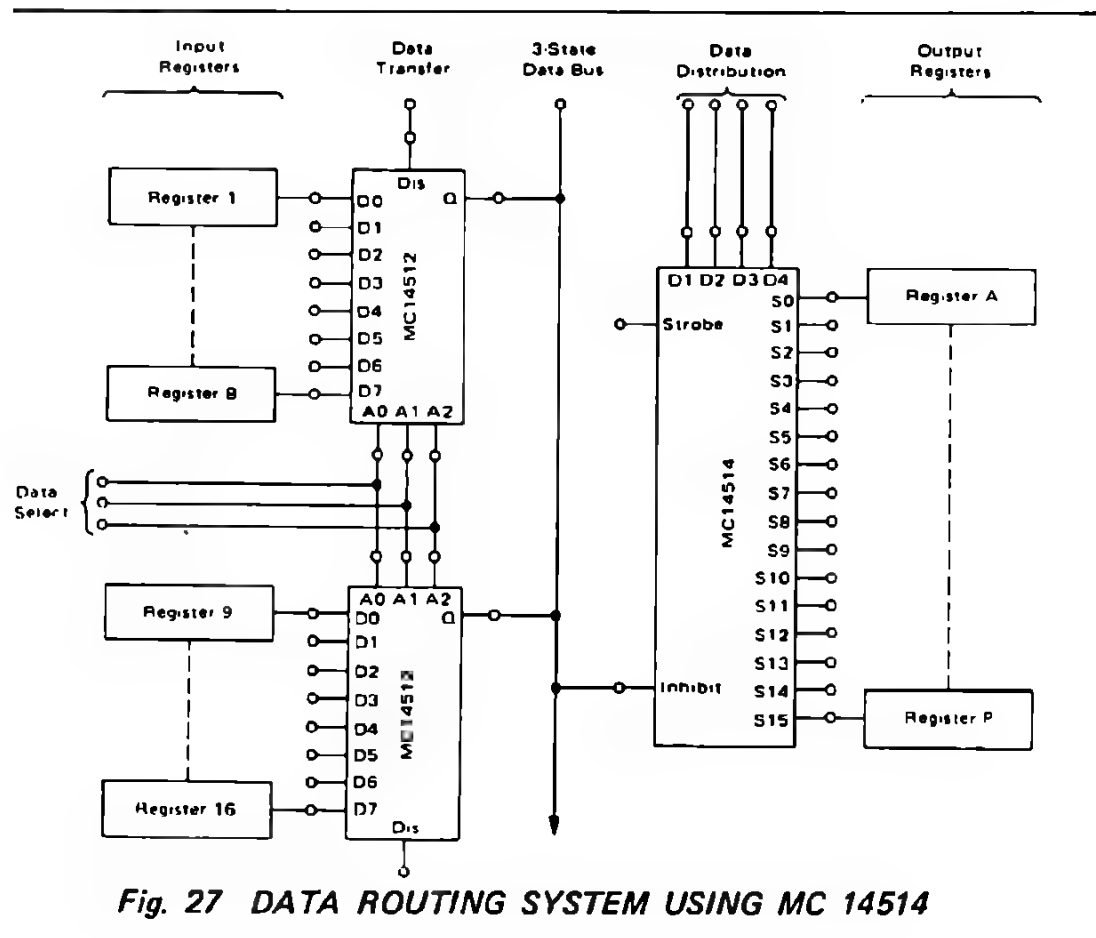 Input Registers
Data Transfer
3-State Data Bus
Data Distribution
Output Registers
Register 1
Register 8
Dis
Q
D0
D1
D2
D3
D4
D5
D6
D7
A0 A1 A2
MC14512
Data Select
Register 9
Register 16
A0 A1 A2
Q
D0
D1
D2
D3
D4
D5
D6
D7
Dis
MC14512
D1 D2 D3 D4
Strobe
Inhibit
MC14514
S0
S1
S2
S3
S4
S5
S6
S7
S8
S9
S10
S11
S12
S13
S14
S15
Register A
Register P
Fig. 27 DATA ROUTING SYSTEM USING MC 14514